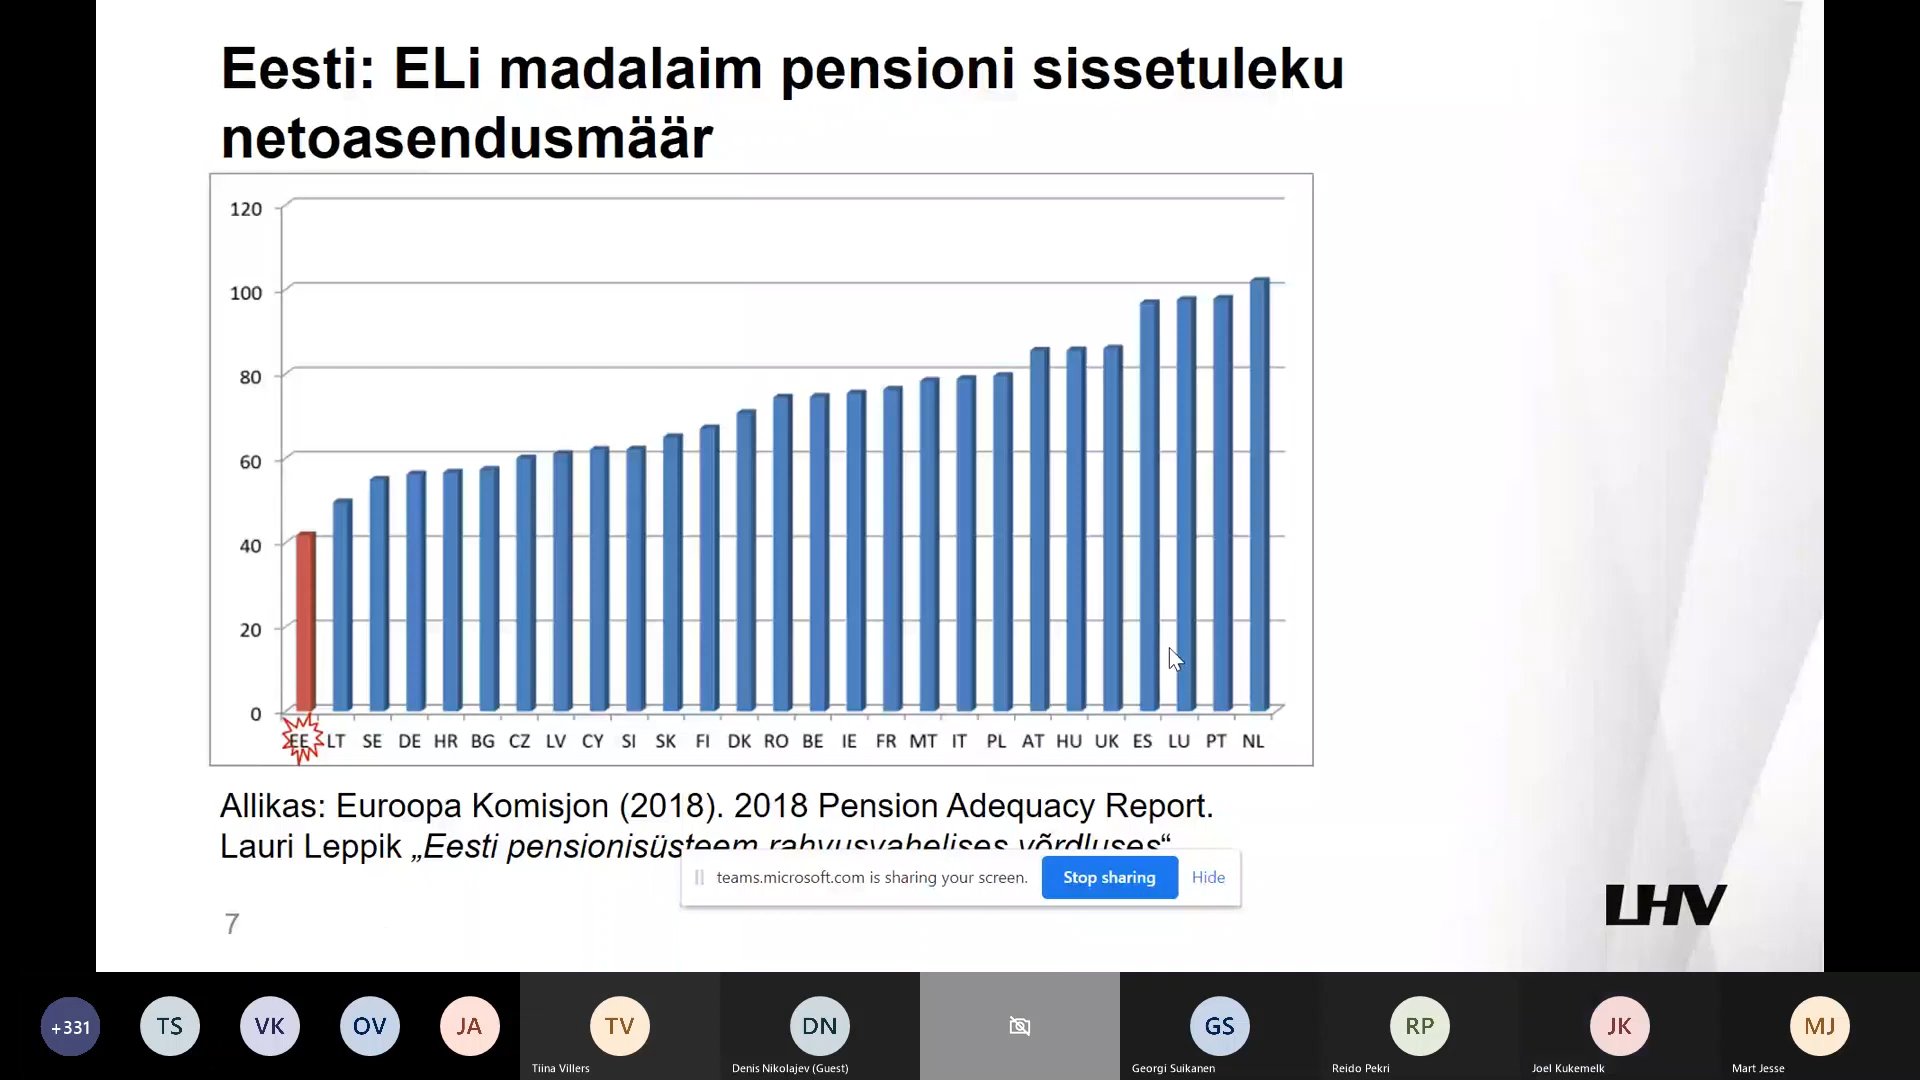 Eesti: ELi madalaim pensioni sissetuleku
netoasendusmäär
120
100
80
60
40
20
0
EE LT SE DE HR BG CZ LV CY SI SK FI DK RO BE IE FR MT IT PL AT HU UK ES LU PT NL
Allikas: Euroopa Komisjon (2018). 2018 Pension Adequacy Report.
Lauri Leppik „Eesti pensionisüsteem rahvusvahelises võrdluses“
teams.microsoft.com is sharing your screen. Stop sharing Hide
7
LHV
+331 TS VK OV JA TV DN GS RP JK MJ
Tiina Villers Denis Nikolajev (Guest) Georgi Suikanen Reido Pekri Joel Kukemelk Mart Jesse